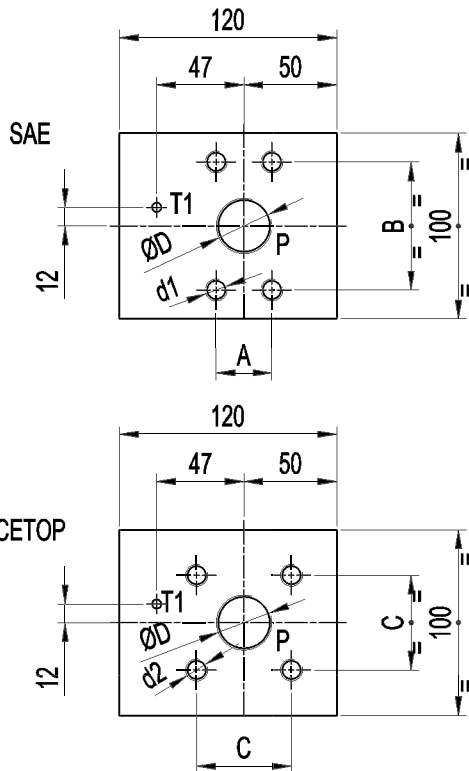 120
47 50
SAE
T1
ØD
P
d1
12
B
=
=
100
=
=
A
120
47 50
CETOP
T1
ØD
P
d2
12
C
=
=
100
=
=
C